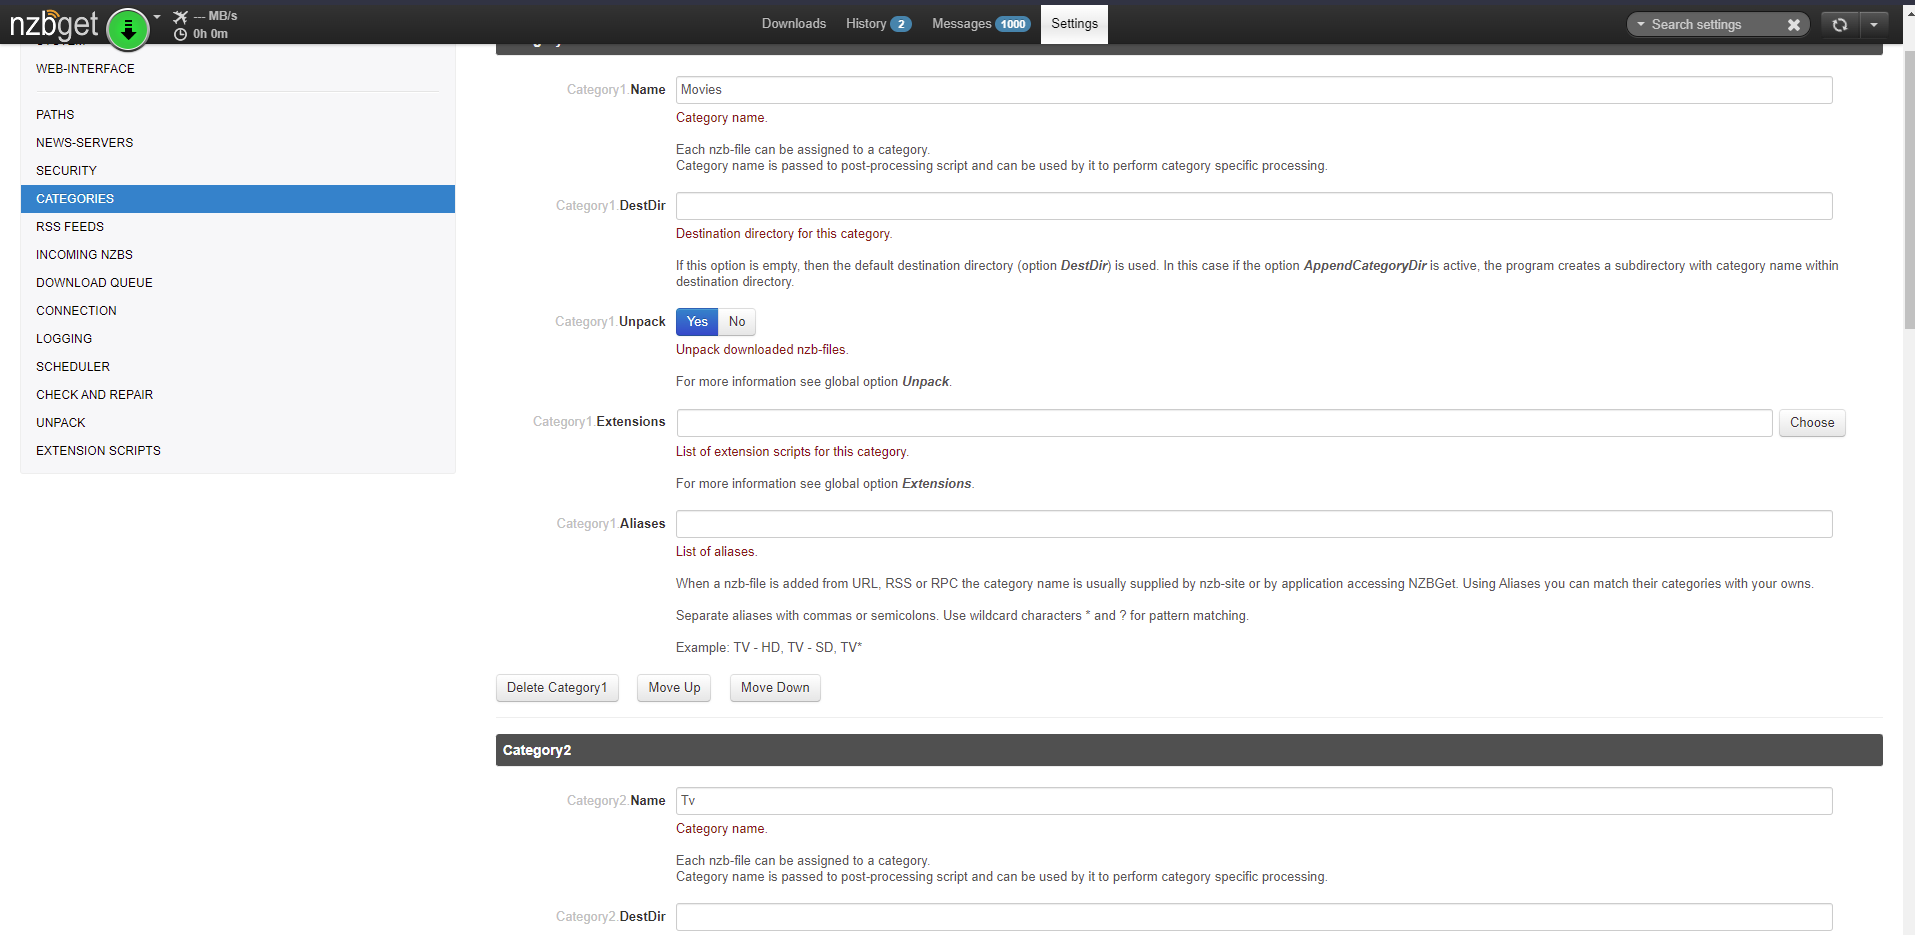 nzbget
--- MB/s
0h 0m
Downloads
History 2
Messages 1000
Settings
Search settings
WEB-INTERFACE
PATHS
NEWS-SERVERS
SECURITY
CATEGORIES
RSS FEEDS
INCOMING NZBS
DOWNLOAD QUEUE
CONNECTION
LOGGING
SCHEDULER
CHECK AND REPAIR
UNPACK
EXTENSION SCRIPTS
Category1.Name Movies
Category name.
Each nzb-file can be assigned to a category.
Category name is passed to post-processing script and can be used by it to perform category specific processing.
Category1.DestDir
Destination directory for this category.
If this option is empty, then the default destination directory (option DestDir) is used. In this case if the option AppendCategoryDir is active, the program creates a subdirectory with category name within
destination directory.
Category1.Unpack Yes No
Unpack downloaded nzb-files.
For more information see global option Unpack.
Category1.Extensions Choose
List of extension scripts for this category.
For more information see global option Extensions.
Category1.Aliases
List of aliases.
When a nzb-file is added from URL, RSS or RPC the category name is usually supplied by nzb-site or by application accessing NZBGet. Using Aliases you can match their categories with your owns.
Separate aliases with commas or semicolons. Use wildcard characters * and ? for pattern matching.
Example: TV - HD, TV - SD, TV*
Delete Category1 Move Up Move Down
Category2
Category2.Name Tv
Category name.
Each nzb-file can be assigned to a category.
Category name is passed to post-processing script and can be used by it to perform category specific processing.
Category2.DestDir